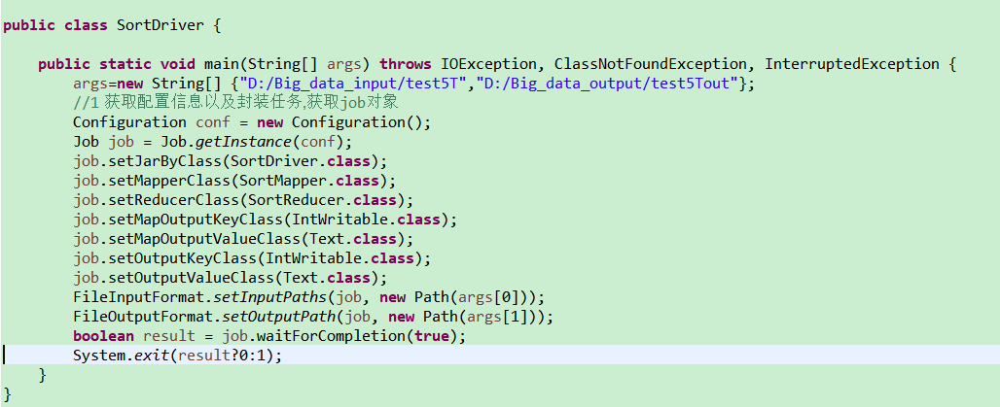 public class SortDriver {
public static void main(String[] args) throws IOException, ClassNotFoundException, InterruptedException {
args=new String[] {"D:/Big_data_input/test5T","D:/Big_data_output/test5Tout"};
//1 获取配置信息以及封装任务,获取job对象
Configuration conf = new Configuration();
Job job = Job.getInstance(conf);
job.setJarByClass(SortDriver.class);
job.setMapperClass(SortMapper.class);
job.setReducerClass(SortReducer.class);
job.setMapOutputKeyClass(IntWritable.class);
job.setMapOutputValueClass(Text.class);
job.setOutputKeyClass(IntWritable.class);
job.setOutputValueClass(Text.class);
FileInputFormat.setInputPaths(job, new Path(args[0]));
FileOutputFormat.setOutputPath(job, new Path(args[1]));
boolean result = job.waitForCompletion(true);
System.exit(result?0:1);
}
}